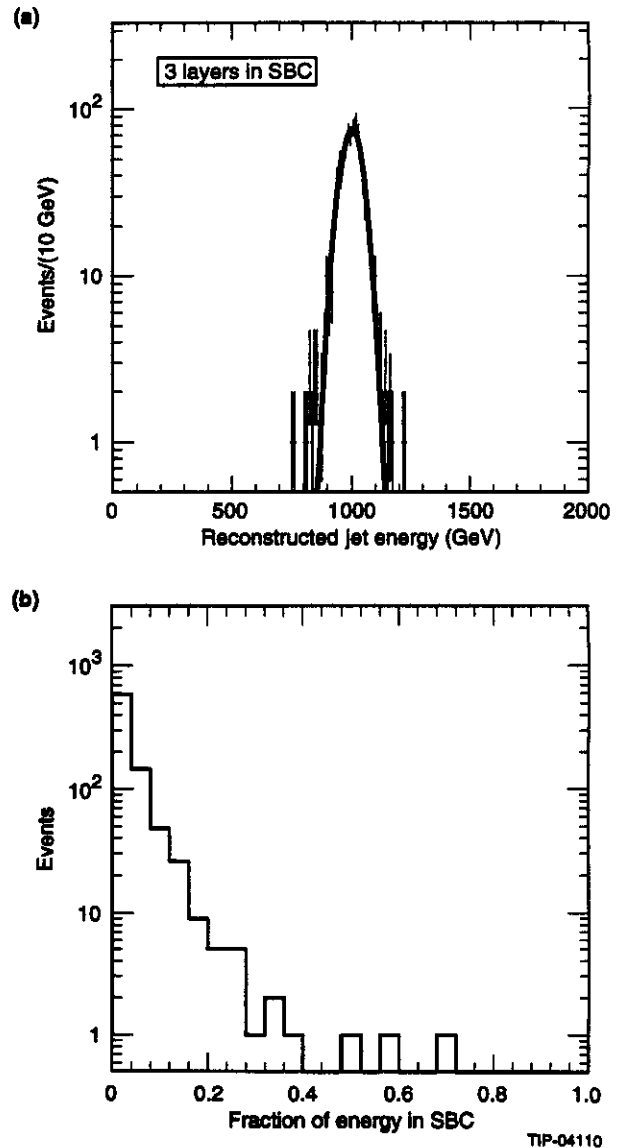 (a)
3 layers in SBC
Events/(10 GeV)
10²
10
1
0 500 1000 1500 2000
Reconstructed jet energy (GeV)
(b)
Events
10³
10²
10
1
0 0.2 0.4 0.6 0.8 1.0
Fraction of energy in SBC
TIP-04110